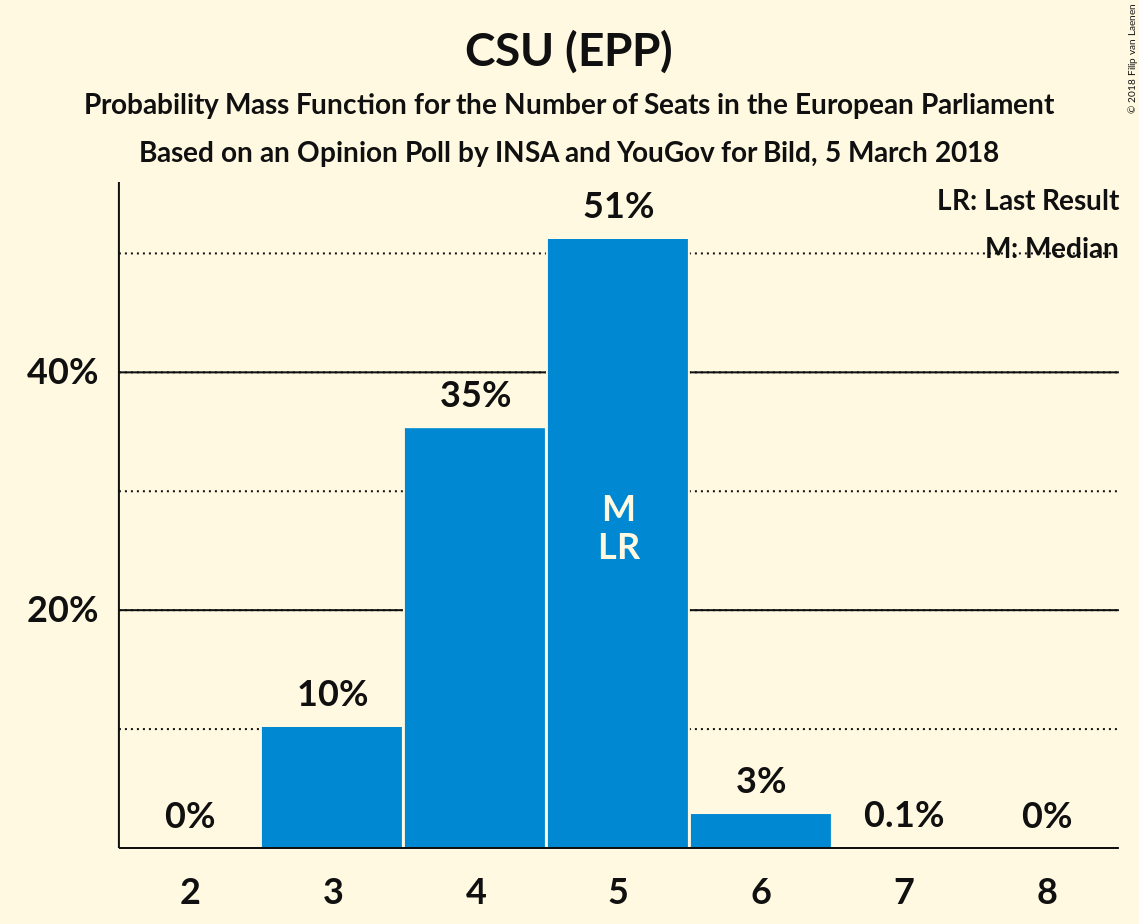 CSU (EPP)
Probability Mass Function for the Number of Seats in the European Parliament
Based on an Opinion Poll by INSA and YouGov for Bild, 5 March 2018
© 2018 Filip van Laenen
LR: Last Result
M: Median
51%
40%
35%
M
LR
20%
10%
3%
0%
0.1%
0%
2 3 4 5 6 7 8